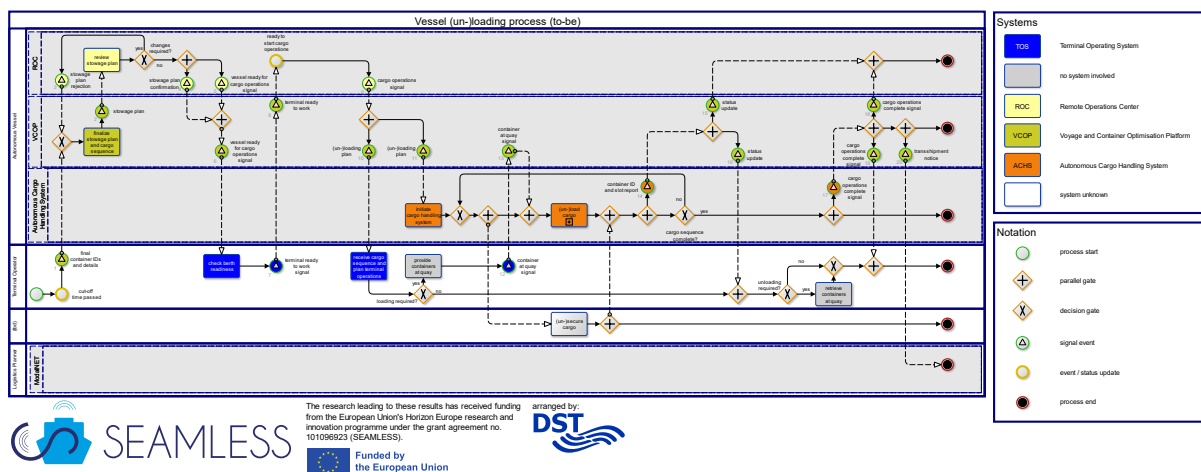 Vessel (un-)loading process (to-be)
Autonomous Vessel
ROC
VCOP
Autonomous Cargo
Handling System
Terminal Operator
Logistics Planner
ModalNET
stowage
plan
rejection
review
stowage plan
changes
required?
yes
no
stowage plan
confirmation
vessel ready for
cargo operations
signal
ready to
start cargo
operations
cargo operations
signal
stowage plan
finalize
stowage plan
and cargo
sequence
vessel ready for
cargo operations
signal
terminal ready
to work
(un-)loading
plan
(un-)loading
plan
container
at quay
signal
status
update
status
update
cargo operations
complete signal
cargo
operations
complete
signal
transshipment
notice
initiate
cargo handling
system
(un-)load
cargo
container ID
and slot report
no
yes
cargo sequence
complete?
cargo
operations
complete
signal
final
container IDs
and details
cut-off
time passed
check berth
readiness
terminal ready
to work signal
receive cargo
sequence and
plan terminal
operations
provide
containers
at quay
yes
no
loading required?
container
at quay
signal
unloading
required?
no
yes
retrieve
containers
at quay
(un-)secure
cargo
Systems
TOS
Terminal Operating System
no system involved
ROC
Remote Operations Center
VCOP
Voyage and Container Optimisation Platform
ACHS
Autonomous Cargo Handling System
system unknown
Notation
process start
parallel gate
decision gate
signal event
event / status update
process end
SEAMLESS
The research leading to these results has received funding
from the European Union's Horizon Europe research and
innovation programme under the grant agreement no.
101096923 (SEAMLESS).
Funded by
the European Union
arranged by:
DST